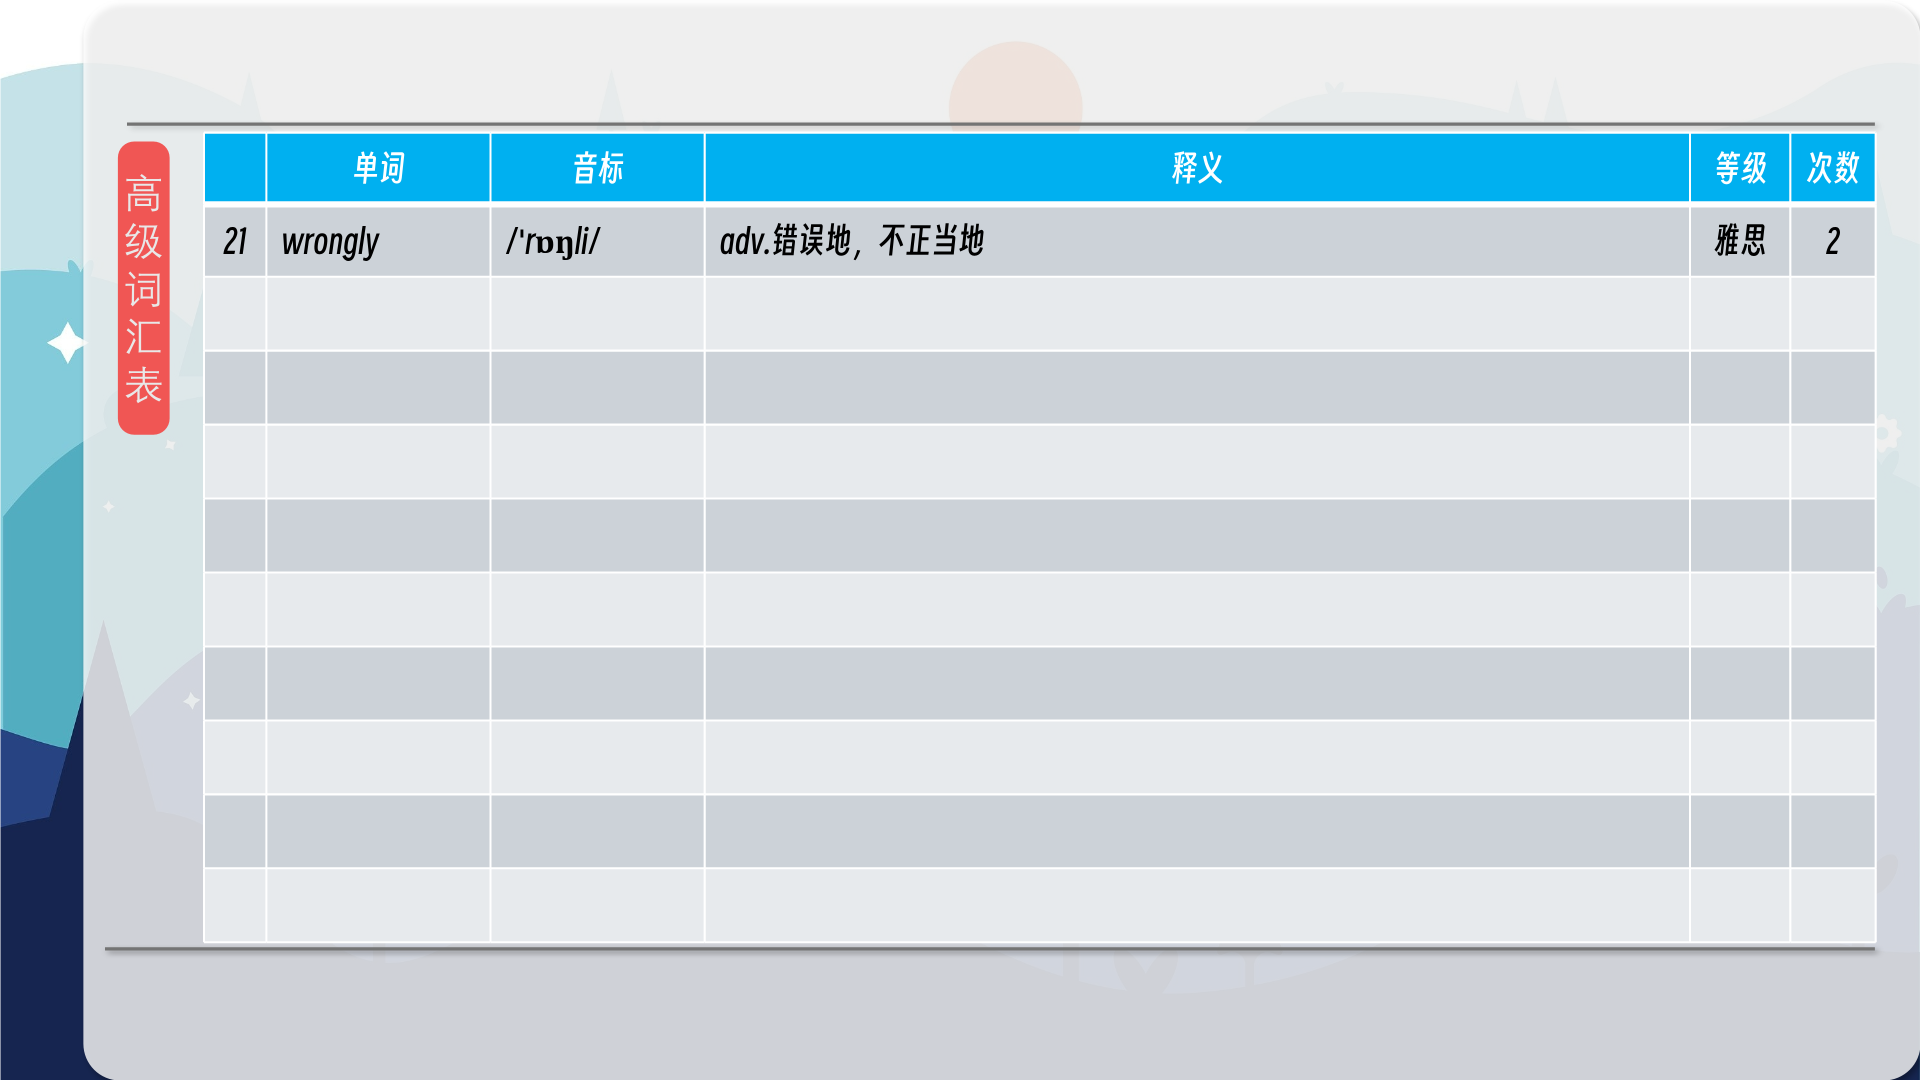 高级词汇表
单词 音标 释义 等级 次数
21 wrongly /'rɒŋli/ adv.错误地，不正当地 雅思 2